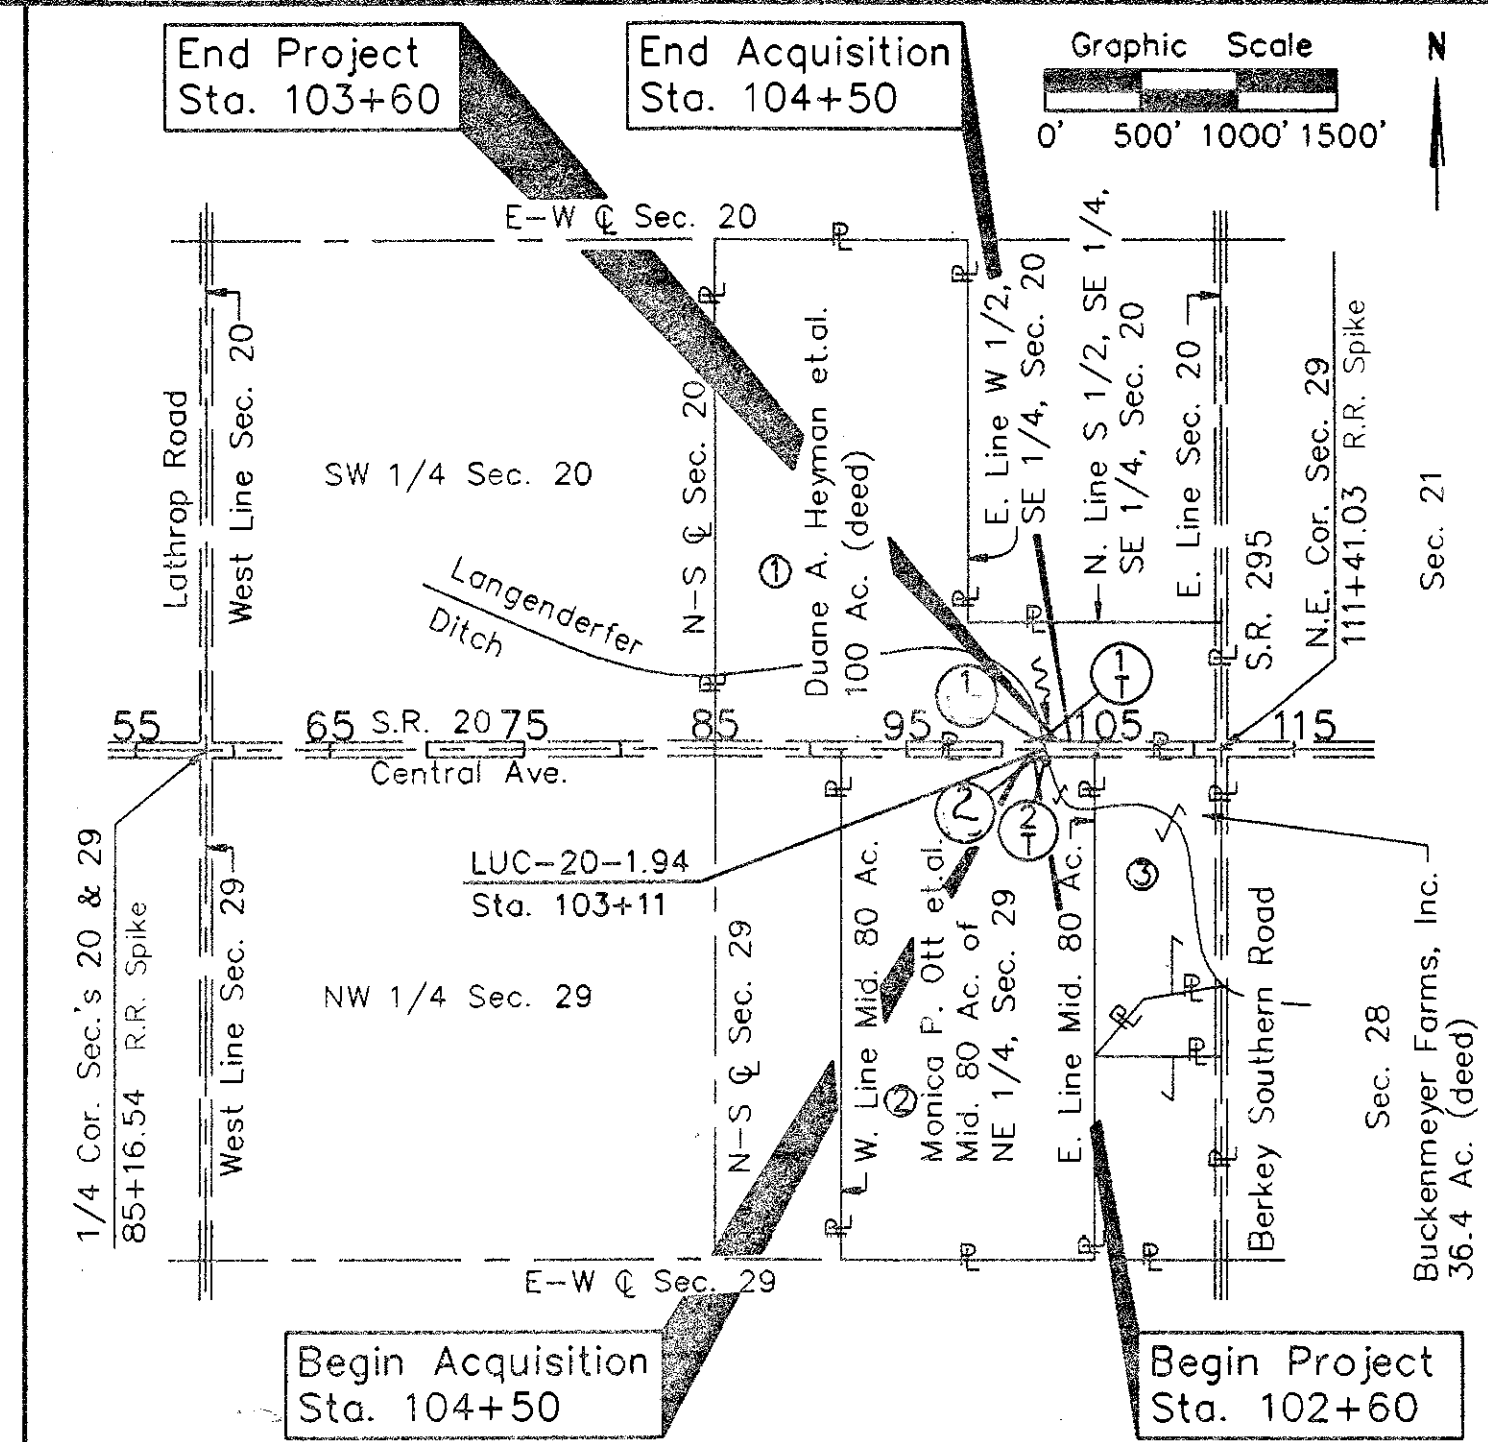 End Project
Sta. 103+60
End Acquisition
Sta. 104+50
Graphic Scale
0' 500' 1000' 1500'
N
E-W ℄ Sec. 20
Lathrop Road
West Line Sec. 20
SW 1/4 Sec. 20
N-S ℄ Sec. 20
1
Duane A. Heyman et.al.
100 Ac. (deed)
E. Line W 1/2,
SE 1/4, Sec. 20
N. Line S 1/2, SE 1/4,
SE 1/4, Sec. 20
E. Line Sec. 20
S.R. 295
N.E. Cor. Sec. 29
111+41.03 R.R. Spike
Sec. 21
Langenderfer
Ditch
1
1
T
55 65 S.R. 20 75 85 95 105 115
Central Ave.
2
2
T
LUC-20-1.94
Sta. 103+11
1/4 Cor. Sec.'s 20 & 29
85+16.54 R.R. Spike
West Line Sec. 29
NW 1/4 Sec. 29
N-S ℄ Sec. 29
W. Line Mid. 80 Ac.
2
Monica P. Ott et.al.
Mid. 80 Ac. of
NE 1/4, Sec. 29
E. Line Mid. 80 Ac.
3
Berkey Southern Road
Sec. 28
Buckenmeyer Farms, Inc.
36.4 Ac. (deed)
E-W ℄ Sec. 29
Begin Acquisition
Sta. 104+50
Begin Project
Sta. 102+60